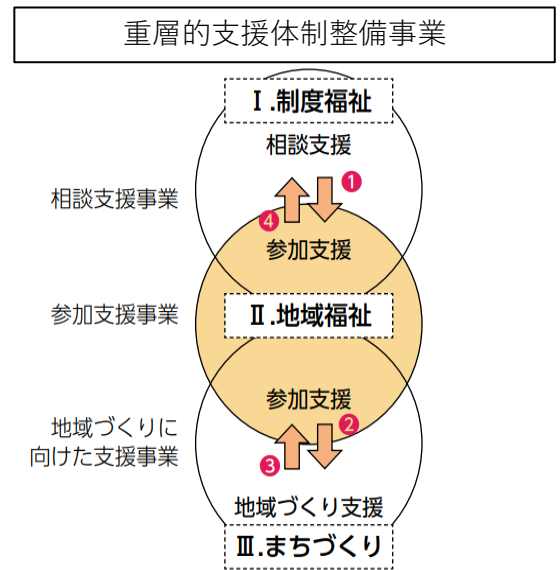 重層的支援体制整備事業
Ⅰ.制度福祉
相談支援
❶
相談支援事業
❹
参加支援
参加支援事業
Ⅱ.地域福祉
参加支援
❷
地域づくりに
向けた支援事業
❸
地域づくり支援
Ⅲ.まちづくり